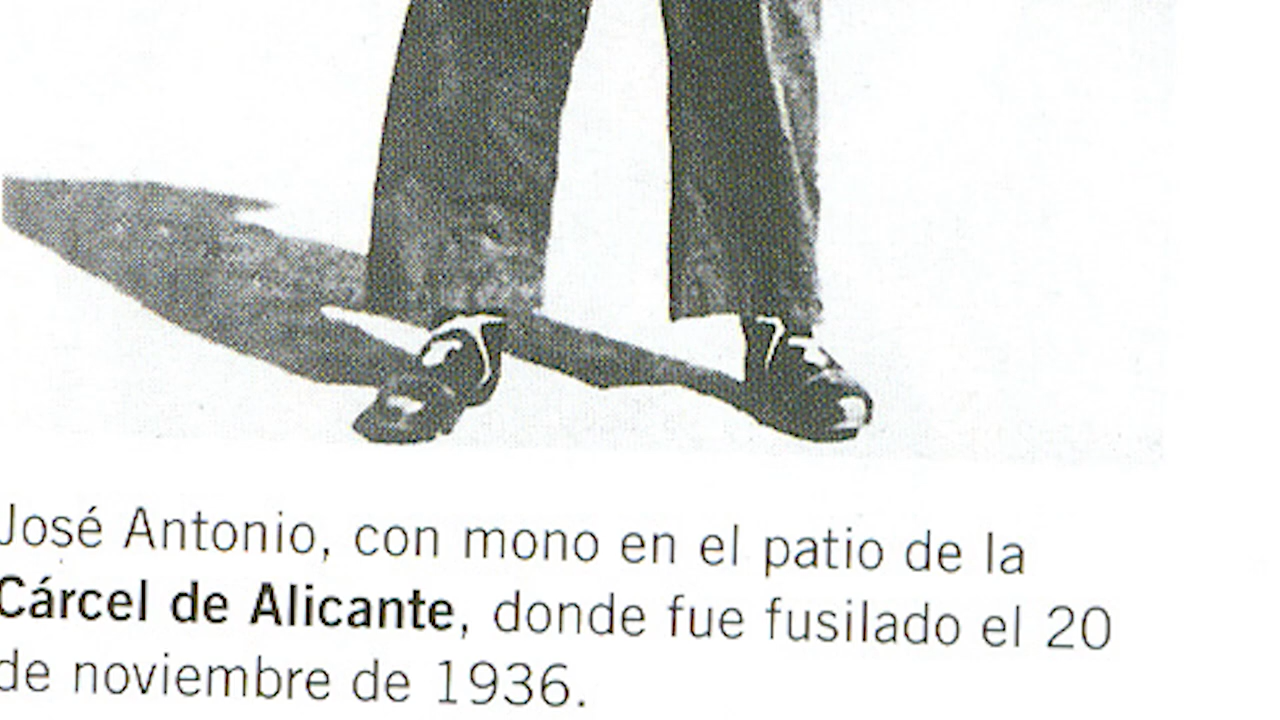 José Antonio, con mono en el patio de la
Cárcel de Alicante, donde fue fusilado el 20
de noviembre de 1936.